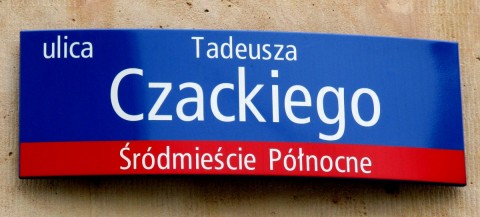 ulica Tadeusza
Czackiego
Śródmieście Północne